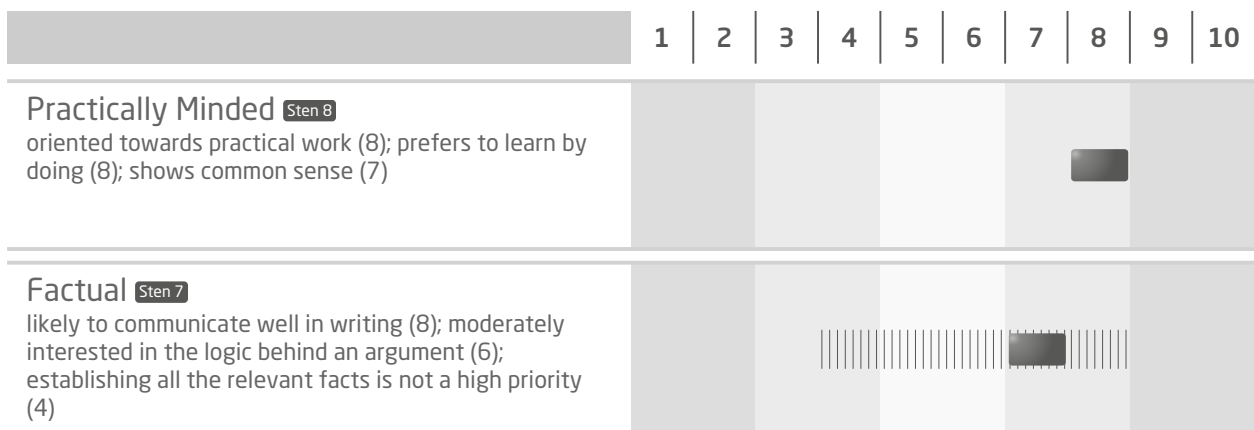 1 2 3 4 5 6 7 8 9 10
Practically Minded Sten 8
oriented towards practical work (8); prefers to learn by
doing (8); shows common sense (7)
Factual Sten 7
likely to communicate well in writing (8); moderately
interested in the logic behind an argument (6);
establishing all the relevant facts is not a high priority
(4)